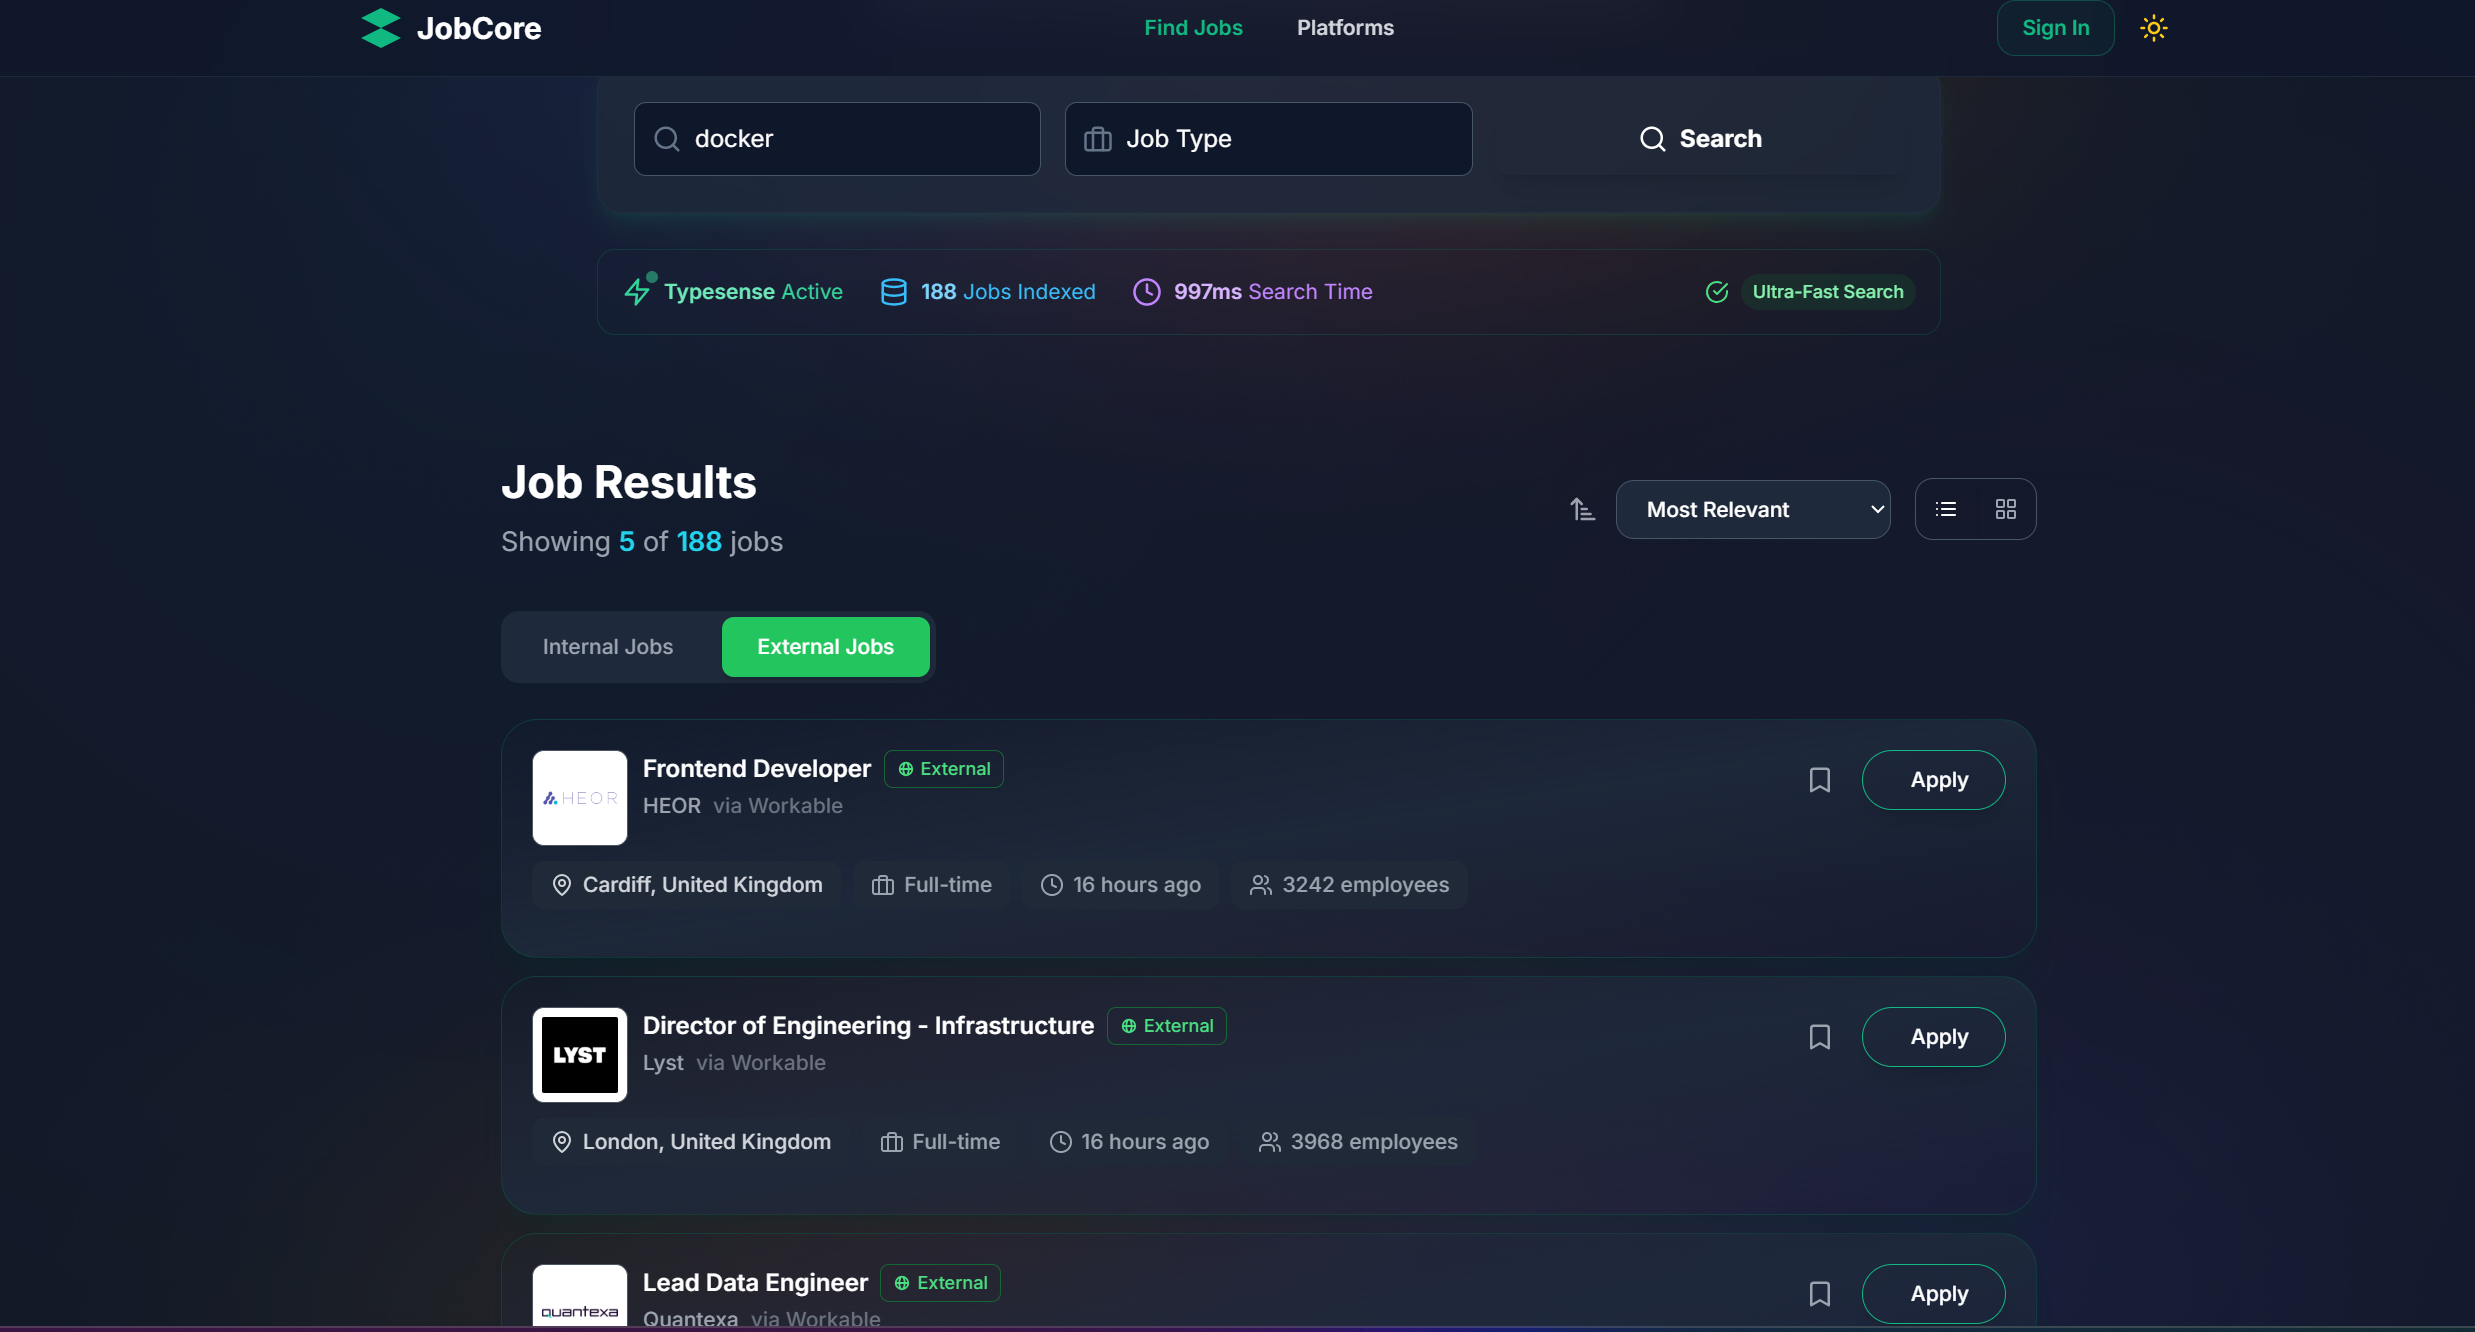 JobCore
Find Jobs
Platforms
Sign In
docker
Job Type
Search
Typesense Active
188 Jobs Indexed
997ms Search Time
Ultra-Fast Search
Job Results
Showing 5 of 188 jobs
Most Relevant
Internal Jobs
External Jobs
HEOR
Frontend Developer
External
HEOR via Workable
Apply
Cardiff, United Kingdom
Full-time
16 hours ago
3242 employees
LYST
Director of Engineering - Infrastructure
External
Lyst via Workable
Apply
London, United Kingdom
Full-time
16 hours ago
3968 employees
quantexa
Lead Data Engineer
External
Quantexa via Workable
Apply